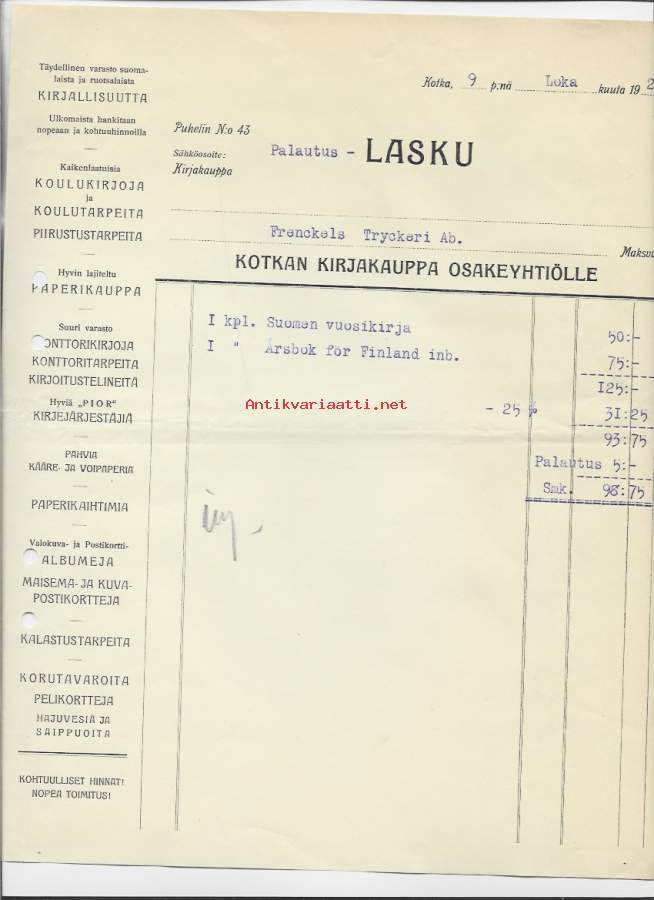 Täydellinen varasto suoma-
laista ja ruotsalaista
KIRJALLISUUTTA
Ulkomaista hankitaan
nopeaan ja kohtuuhinnoilla
Kaikenlaatuisia
KOULUKIRJOJA
ja
KOULUTARPEITA
PIIRUSTUSTARPEITA
Hyvin lajiteltu
PAPERIKAUPPA
Suuri varasto
KONTTORIKIRJOJA
KONTTORITARPEITA
KIRJOITUSTELINEITÄ
Hyviä „PIOR"
KIRJEJÄRJESTÄJIÄ
PAHVIA
KÄÄRE- JA VOIPAPERIA
PAPERIKAIHTIMIA
Valokuva- ja Postikortti-
ALBUMEJA
MAISEMA- JA KUVA-
POSTIKORTTEJA
KALASTUSTARPEITA
KORUTAVAROITA
PELIKORTTEJA
HAJUVESIÄ JA
SAIPPUOITA
KOHTUULLISET HINNAT!
NOPEA TOIMITUS!
Kotka, 9 p:nä Loka kuuta 192
Puhelin N:o 43
Sähköosoite:
Kirjakauppa
Palautus - LASKU
Frenckels Tryckeri Ab.
Maksuu
KOTKAN KIRJAKAUPPA OSAKEYHTIÖLLE
I kpl. Suomen vuosikirja 50:-
I " Årsbok för Finland inb. 75:-
125:-
Antikvariaatti.net
- 25 % 31:25
93:75
Palautus 5:-
Smk. 98:75